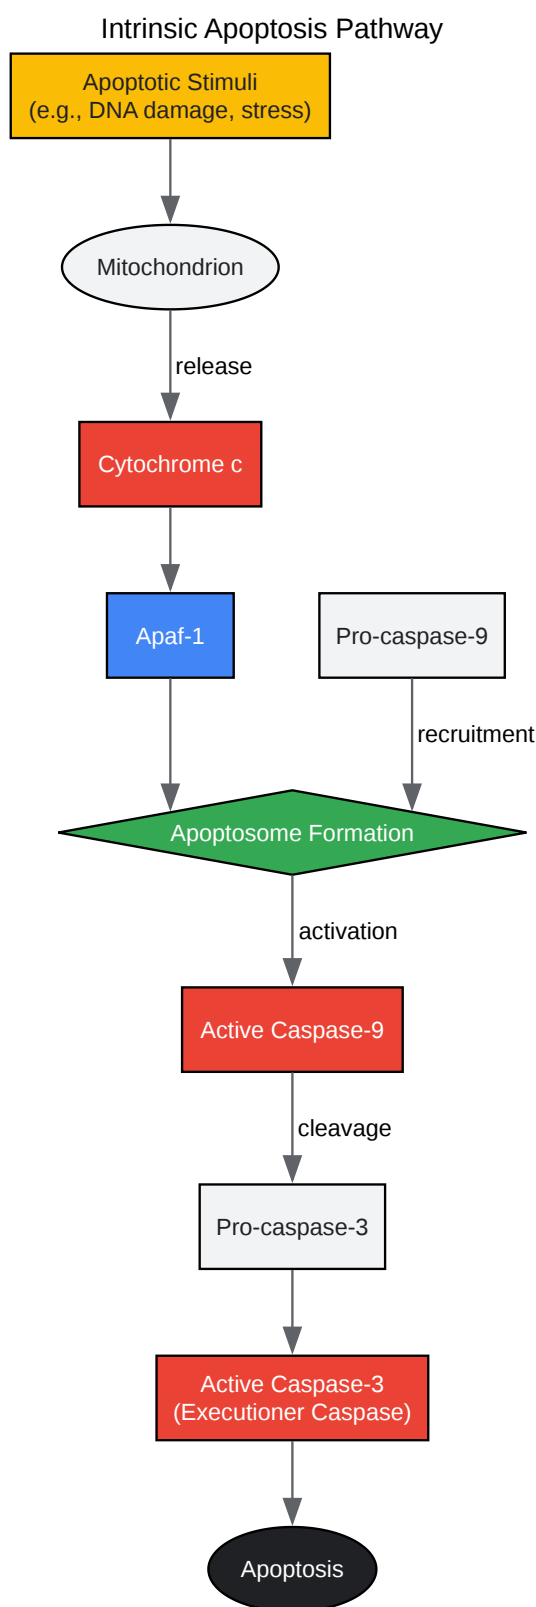 Intrinsic Apoptosis Pathway
Apoptotic Stimuli
(e.g., DNA damage, stress)
Mitochondrion
release
Cytochrome c
Apaf-1
Pro-caspase-9
recruitment
Apoptosome Formation
activation
Active Caspase-9
cleavage
Pro-caspase-3
Active Caspase-3
(Executioner Caspase)
Apoptosis